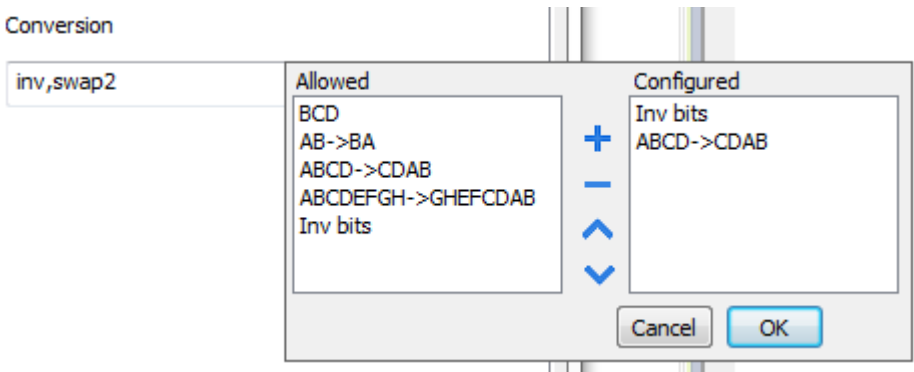 Conversion
inv,swap2
Allowed
BCD
AB->BA
ABCD->CDAB
ABCDEFGH->GHEFCDAB
Inv bits
Configured
Inv bits
ABCD->CDAB
Cancel
OK